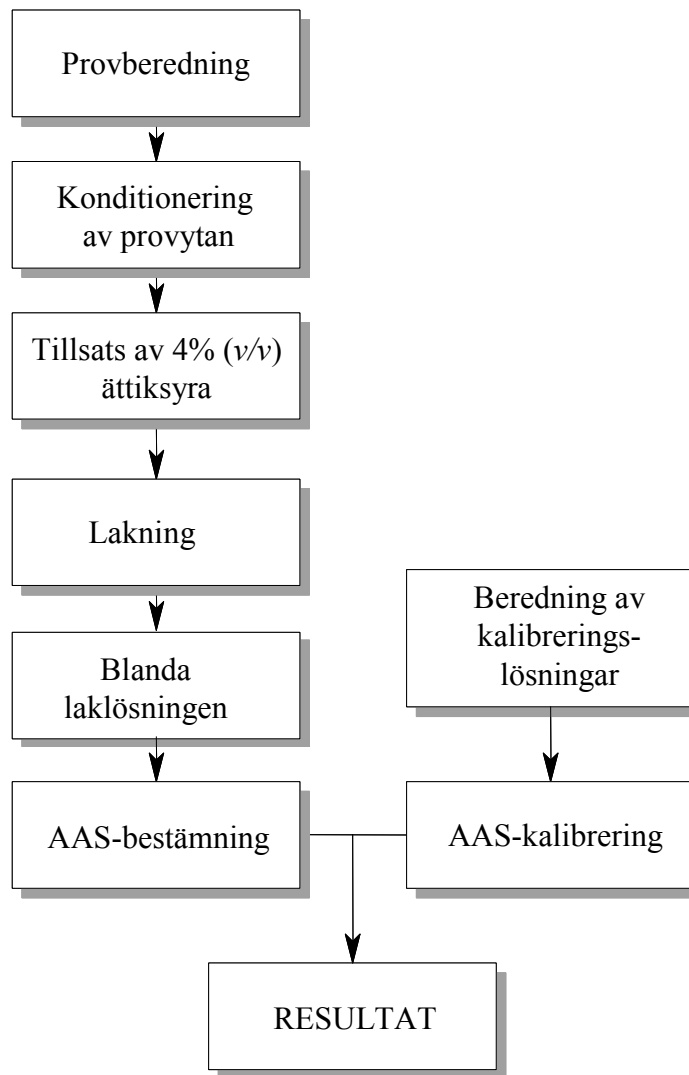 Provberedning
Konditionering
av provytan
Tillsats av 4% (v/v)
ättiksyra
Lakning
Blanda
laklösningen
AAS-bestämning
Beredning av
kalibrerings-
lösningar
AAS-kalibrering
RESULTAT